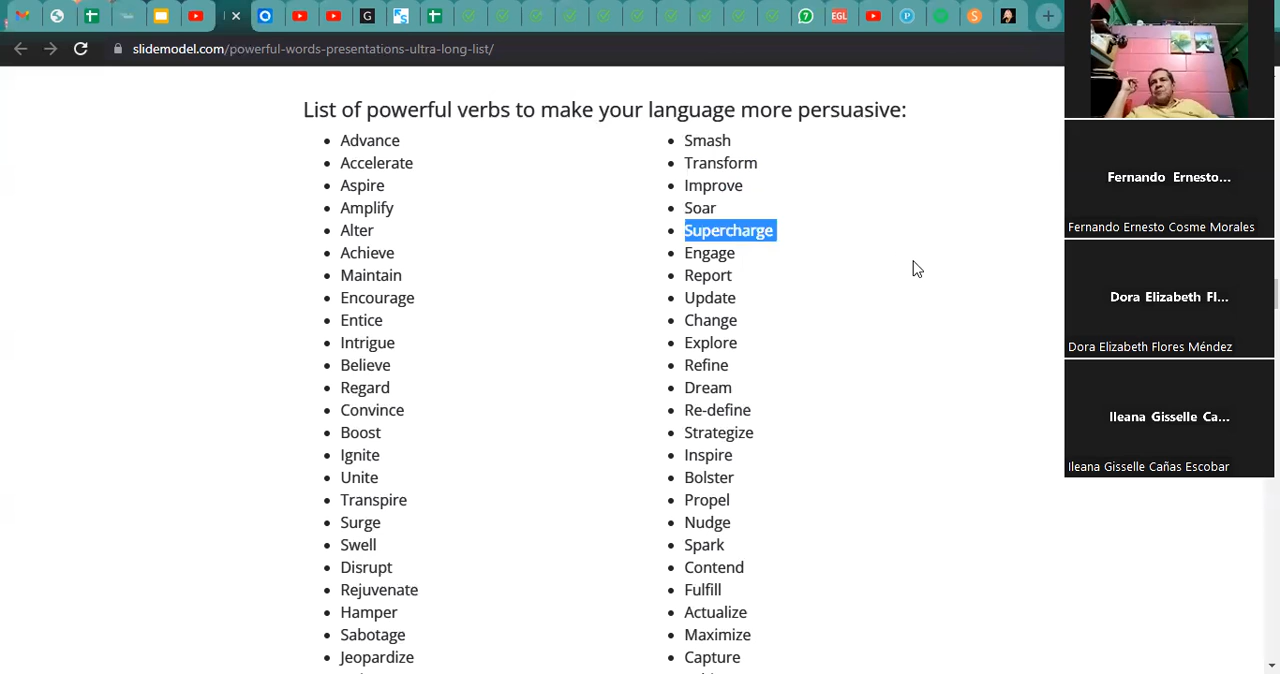 slidemodel.com/powerful-words-presentations-ultra-long-list/
List of powerful verbs to make your language more persuasive:
Advance
Accelerate
Aspire
Amplify
Alter
Achieve
Maintain
Encourage
Entice
Intrigue
Believe
Regard
Convince
Boost
Ignite
Unite
Transpire
Surge
Swell
Disrupt
Rejuvenate
Hamper
Sabotage
Jeopardize
Smash
Transform
Improve
Soar
Supercharge
Engage
Report
Update
Change
Explore
Refine
Dream
Re-define
Strategize
Inspire
Bolster
Propel
Nudge
Spark
Contend
Fulfill
Actualize
Maximize
Capture
Fernando Ernesto...
Fernando Ernesto Cosme Morales
Dora Elizabeth Fl...
Dora Elizabeth Flores Méndez
Ileana Gisselle Ca...
Ileana Gisselle Cañas Escobar